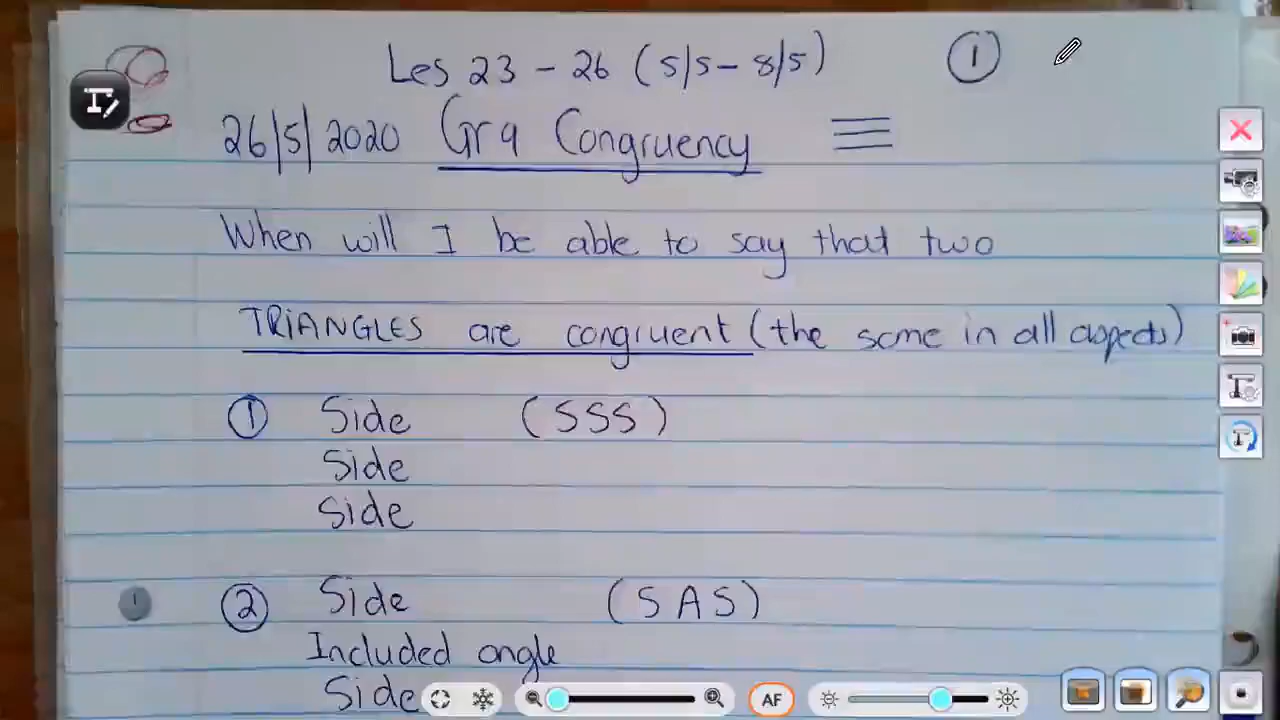 Les 23 - 26 (5/5 - 8/5) 1
26/5/2020 Gr 9 Congruency ≡
When will I be able to say that two
TRIANGLES are congruent (the same in all aspects)
1 Side (SSS)
Side
Side
2 Side (SAS)
Included angle
Side
AF